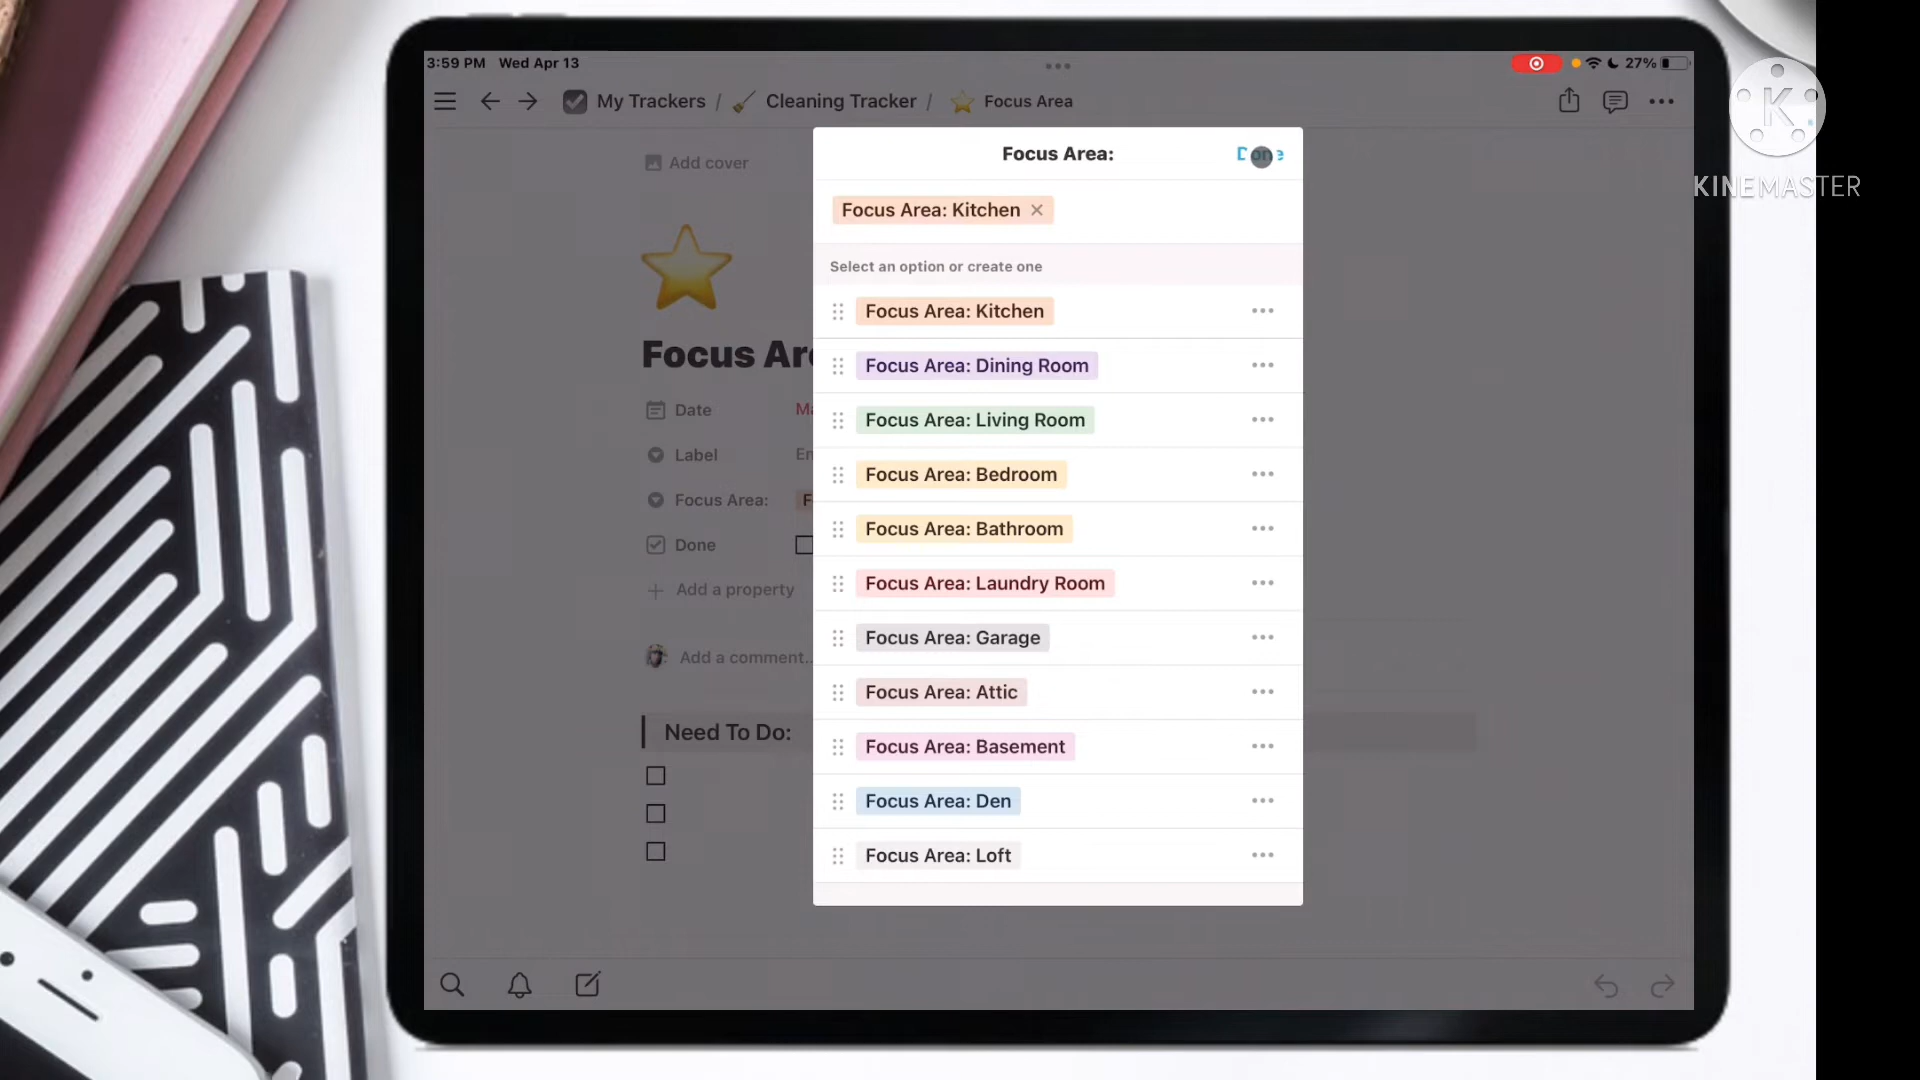 3:59 PM Wed Apr 13
27%
My Trackers / Cleaning Tracker / Focus Area
KINEMASTER
Add cover
Focus Area:
Focus Area: Kitchen
Select an option or create one
Focus Area: Kitchen
Focus Area: Dining Room
Focus Area: Living Room
Focus Area: Bedroom
Focus Area: Bathroom
Focus Area: Laundry Room
Focus Area: Garage
Focus Area: Attic
Focus Area: Basement
Focus Area: Den
Focus Area: Loft
Focus
Date
Label
Focus Area:
Done
Add a property
Add a comment...
Need To Do: